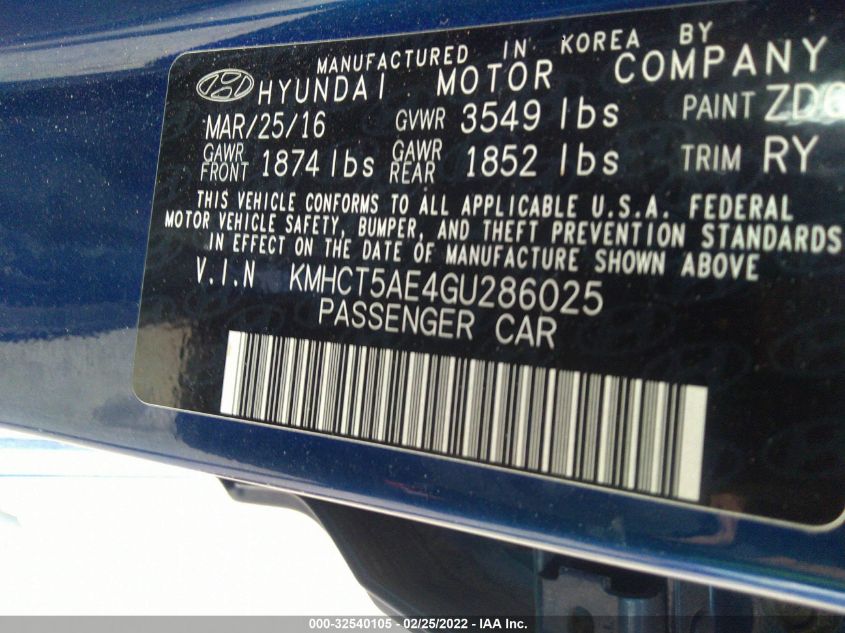 MANUFACTURED IN KOREA BY
HYUNDAI MOTOR COMPANY
MAR/25/16 GVWR 3549 lbs PAINT ZD6
GAWR FRONT 1874 lbs GAWR REAR 1852 lbs TRIM RY
THIS VEHICLE CONFORMS TO ALL APPLICABLE U.S.A. FEDERAL
MOTOR VEHICLE SAFETY, BUMPER, AND THEFT PREVENTION STANDARDS
IN EFFECT ON THE DATE OF MANUFACTURE SHOWN ABOVE
V.I.N KMHCT5AE4GU286025
PASSENGER CAR
000-32540105 - 02/25/2022 - IAA Inc.